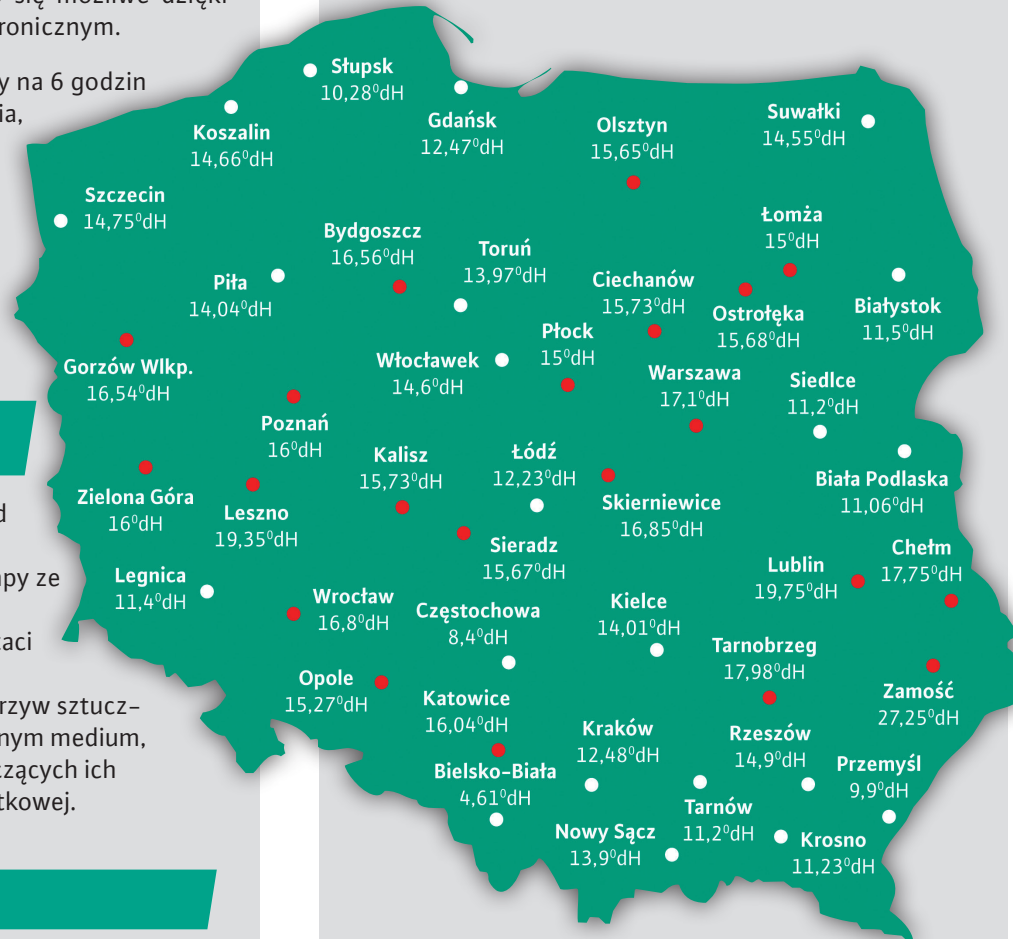 się możliwe dzięki
ronicznym.
y na 6 godzin
ia,
d
py ze
aci
rzyw sztucz–
nym medium,
czących ich
tkowej.
Słupsk
10,28⁰dH
Koszalin
14,66⁰dH
Gdańsk
12,47⁰dH
Olsztyn
15,65⁰dH
Suwałki
14,55⁰dH
Szczecin
14,75⁰dH
Bydgoszcz
16,56⁰dH
Toruń
13,97⁰dH
Łomża
15⁰dH
Piła
14,04⁰dH
Ciechanów
15,73⁰dH
Ostrołęka
15,68⁰dH
Białystok
11,5⁰dH
Gorzów Wlkp.
16,54⁰dH
Włocławek
14,6⁰dH
Płock
15⁰dH
Warszawa
17,1⁰dH
Siedlce
11,2⁰dH
Poznań
16⁰dH
Kalisz
15,73⁰dH
Łódź
12,23⁰dH
Skierniewice
16,85⁰dH
Biała Podlaska
11,06⁰dH
Zielona Góra
16⁰dH
Leszno
19,35⁰dH
Sieradz
15,67⁰dH
Lublin
19,75⁰dH
Chełm
17,75⁰dH
Legnica
11,4⁰dH
Wrocław
16,8⁰dH
Częstochowa
8,4⁰dH
Kielce
14,01⁰dH
Tarnobrzeg
17,98⁰dH
Zamość
27,25⁰dH
Opole
15,27⁰dH
Katowice
16,04⁰dH
Kraków
12,48⁰dH
Rzeszów
14,9⁰dH
Przemyśl
9,9⁰dH
Bielsko–Biała
4,61⁰dH
Nowy Sącz
13,9⁰dH
Tarnów
11,2⁰dH
Krosno
11,23⁰dH